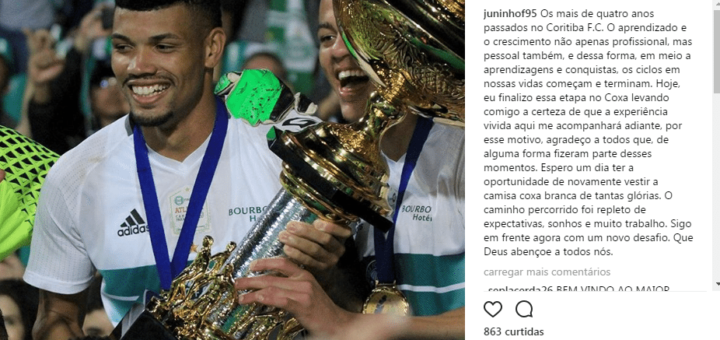 juninhof95 Os mais de quatro anos
passados no Coritiba F.C. O aprendizado e
o crescimento não apenas profissional, mas
pessoal também, e dessa forma, em meio a
aprendizagens e conquistas, os ciclos em
nossas vidas começam e terminam. Hoje,
eu finalizo essa etapa no Coxa levando
comigo a certeza de que a experiência
vivida aqui me acompanhará adiante, por
esse motivo, agradeço a todos que, de
alguma forma fizeram parte desses
momentos. Espero um dia ter a
oportunidade de novamente vestir a
camisa coxa branca de tantas glórias. O
caminho percorrido foi repleto de
expectativas, sonhos e muito trabalho. Sigo
em frente agora com um novo desafio. Que
Deus abençoe a todos nós.
carregar mais comentários
BEM VINDO AO MAIOR
863 curtidas
adidas
BOURBO
BOURBON
Hotéis